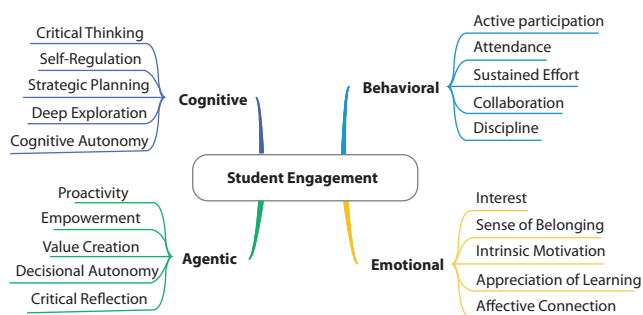 Critical Thinking
Self-Regulation
Strategic Planning
Deep Exploration
Cognitive Autonomy
Cognitive
Active participation
Attendance
Sustained Effort
Collaboration
Discipline
Behavioral
Student Engagement
Proactivity
Empowerment
Value Creation
Decisional Autonomy
Critical Reflection
Agentic
Interest
Sense of Belonging
Intrinsic Motivation
Appreciation of Learning
Affective Connection
Emotional